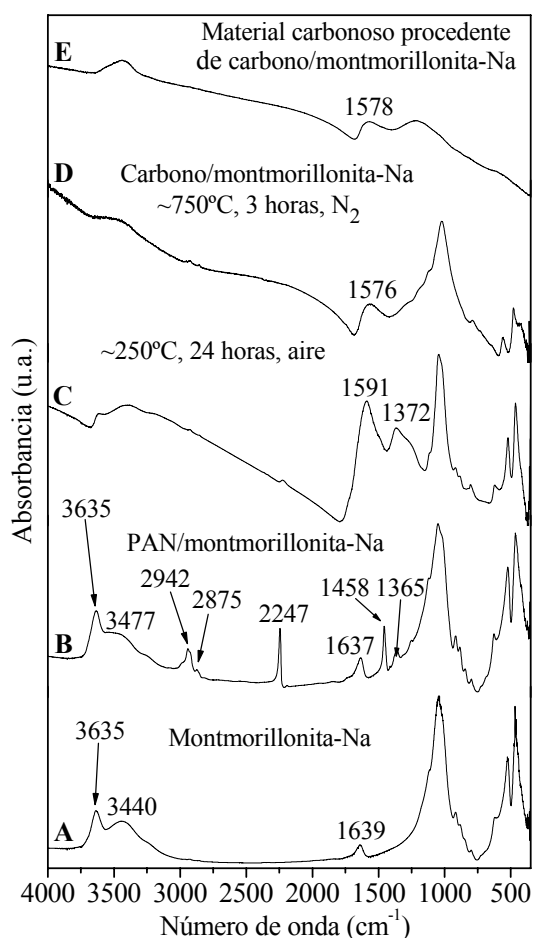 E
Material carbonoso procedente
de carbono/montmorillonita-Na
1578
D
Carbono/montmorillonita-Na
~750ºC, 3 horas, N2
1576
~250ºC, 24 horas, aire
C
1591
1372
3635
PAN/montmorillonita-Na
2942
2875
2247
1458
1365
3477
1637
B
3635
Montmorillonita-Na
3440
1639
A
4000 3500 3000 2500 2000 1500 1000 500
Número de onda (cm-1)
Absorbancia (u.a.)